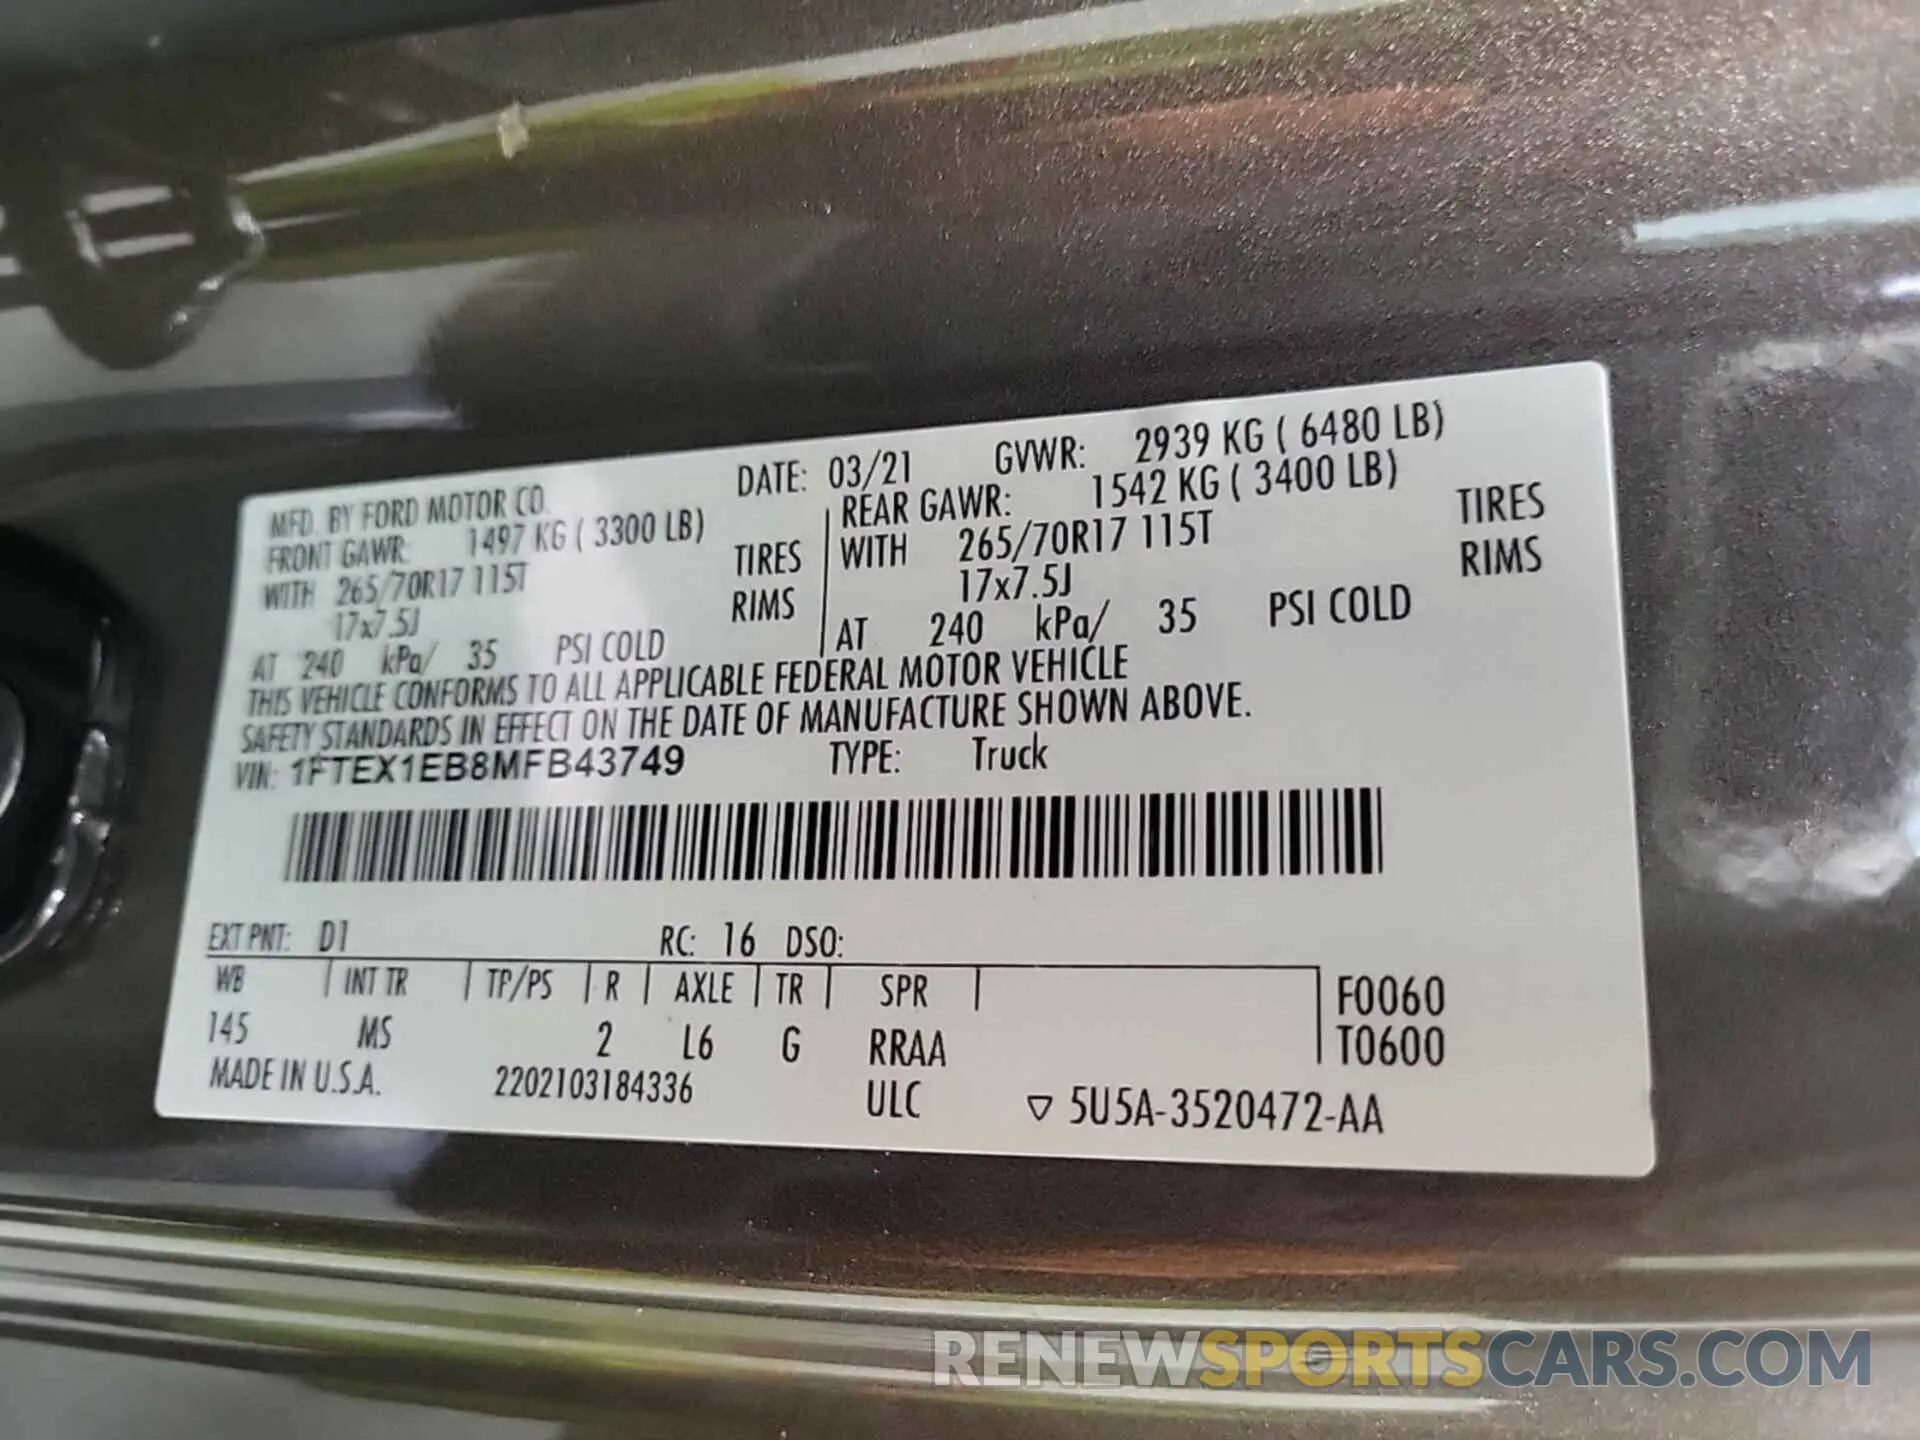 MFD. BY FORD MOTOR CO. DATE: 03/21 GVWR: 2939 KG ( 6480 LB)
FRONT GAWR: 1497 KG ( 3300 LB) REAR GAWR: 1542 KG ( 3400 LB)
WITH 265/70R17 115T TIRES WITH 265/70R17 115T TIRES
17x7.5J RIMS 17x7.5J RIMS
AT 240 kPa/ 35 PSI COLD AT 240 kPa/ 35 PSI COLD
THIS VEHICLE CONFORMS TO ALL APPLICABLE FEDERAL MOTOR VEHICLE
SAFETY STANDARDS IN EFFECT ON THE DATE OF MANUFACTURE SHOWN ABOVE.
VIN: 1FTEX1EB8MFB43749 TYPE: Truck
EXT PNT: D1 RC: 16 DSO:
WB INT TR TP/PS R AXLE TR SPR F0060
145 MS 2 L6 G RRAA T0600
MADE IN U.S.A. 2202103184336 ULC ▽ 5U5A-3520472-AA
RENEWSPORTSCARS.COM